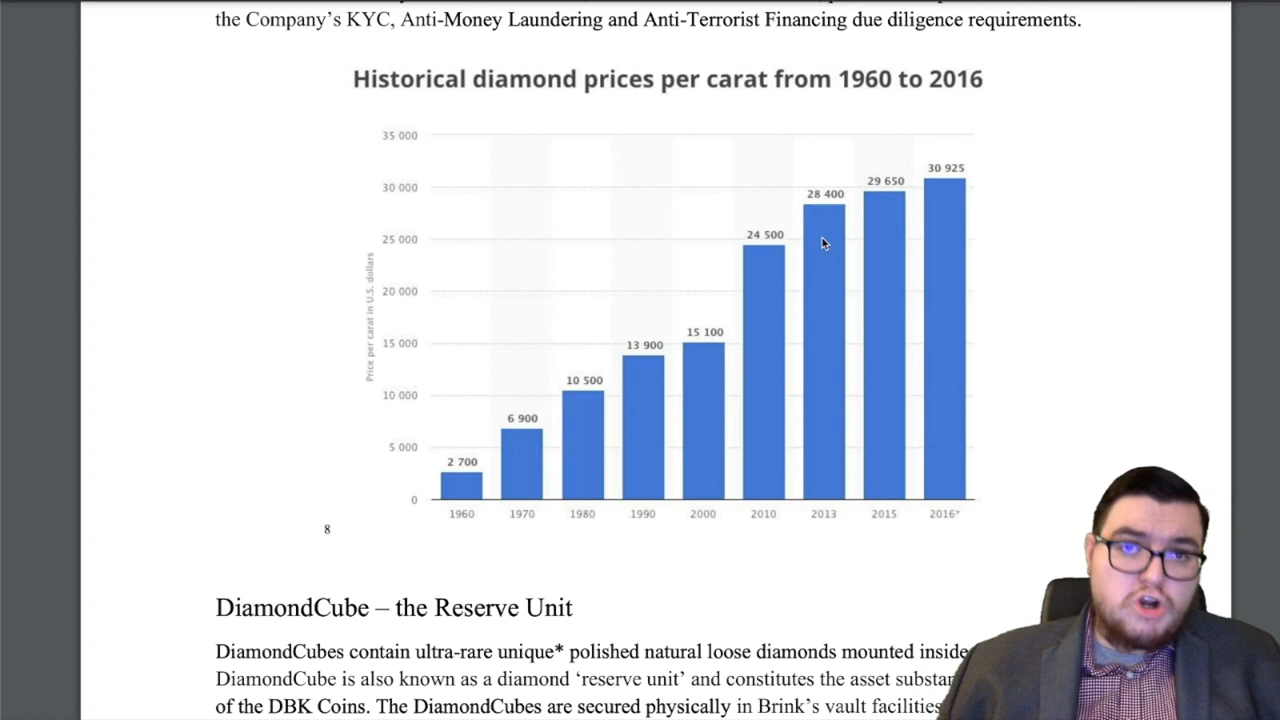 the Company's KYC, Anti-Money Laundering and Anti-Terrorist Financing due diligence requirements.
Historical diamond prices per carat from 1960 to 2016
Price per carat in U.S. dollars
35 000
30 000
25 000
20 000
15 000
10 000
5 000
0
2 700
6 900
10 500
13 900
15 100
24 500
28 400
29 650
30 925
1960 1970 1980 1990 2000 2010 2013 2015 2016*
8
DiamondCube – the Reserve Unit
DiamondCubes contain ultra-rare unique* polished natural loose diamonds mounted inside
DiamondCube is also known as a diamond 'reserve unit' and constitutes the asset
of the DBK Coins. The DiamondCubes are secured physically in Brink's vault facilities